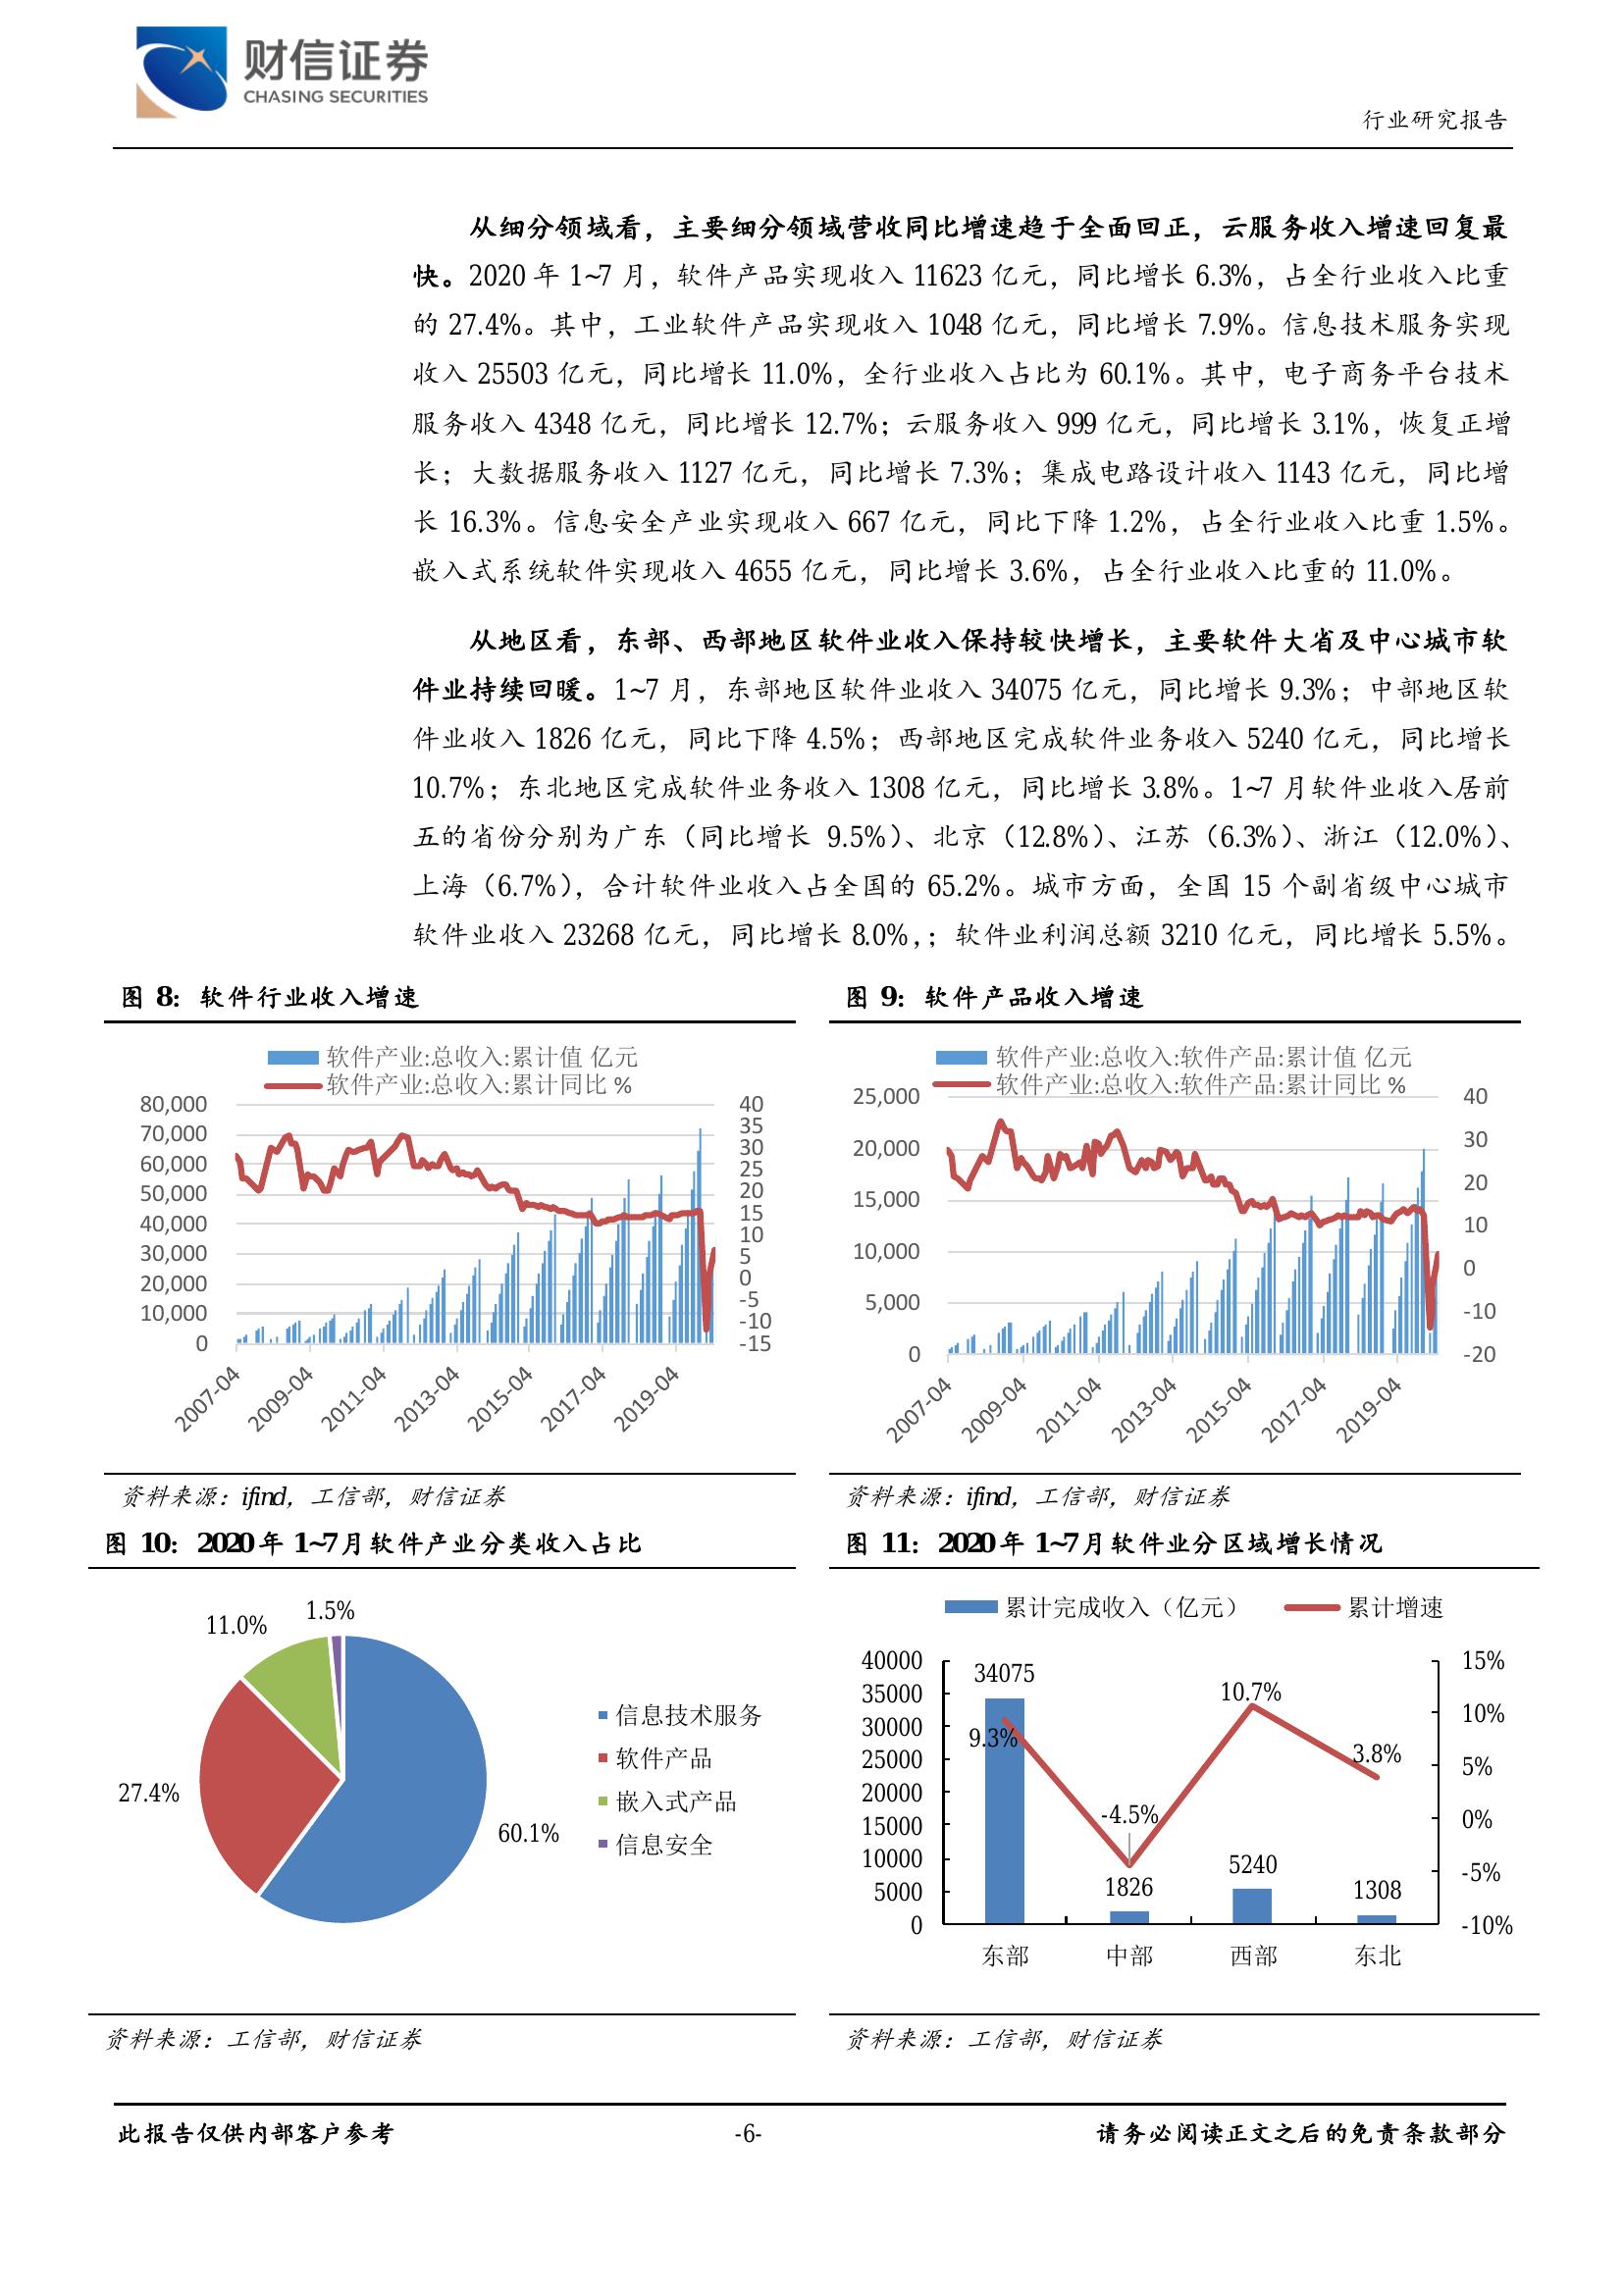 财信证券
CHASING SECURITIES
行业研究报告
从细分领域看，主要细分领域营收同比增速趋于全面回正，云服务收入增速回复最
快。2020 年 1~7 月，软件产品实现收入 11623 亿元，同比增长 6.3%，占全行业收入比重
的 27.4%。其中，工业软件产品实现收入 1048 亿元，同比增长 7.9%。信息技术服务实现
收入 25503 亿元，同比增长 11.0%，全行业收入占比为 60.1%。其中，电子商务平台技术
服务收入 4348 亿元，同比增长 12.7%；云服务收入 999 亿元，同比增长 3.1%，恢复正增
长；大数据服务收入 1127 亿元，同比增长 7.3%；集成电路设计收入 1143 亿元，同比增
长 16.3%。信息安全产业实现收入 667 亿元，同比下降 1.2%，占全行业收入比重 1.5%。
嵌入式系统软件实现收入 4655 亿元，同比增长 3.6%，占全行业收入比重的 11.0%。
从地区看，东部、西部地区软件业收入保持较快增长，主要软件大省及中心城市软
件业持续回暖。1~7 月，东部地区软件业收入 34075 亿元，同比增长 9.3%；中部地区软
件业收入 1826 亿元，同比下降 4.5%；西部地区完成软件业务收入 5240 亿元，同比增长
10.7%；东北地区完成软件业务收入 1308 亿元，同比增长 3.8%。1~7 月软件业收入居前
五的省份分别为广东（同比增长 9.5%）、北京（12.8%）、江苏（6.3%）、浙江（12.0%）、
上海（6.7%），合计软件业收入占全国的 65.2%。城市方面，全国 15 个副省级中心城市
软件业收入 23268 亿元，同比增长 8.0%，；软件业利润总额 3210 亿元，同比增长 5.5%。
图 8：软件行业收入增速
软件产业:总收入:累计值 亿元
软件产业:总收入:累计同比 %
80,000
70,000
60,000
50,000
40,000
30,000
20,000
10,000
0
40
35
30
25
20
15
10
5
0
-5
-10
-15
2007-04
2009-04
2011-04
2013-04
2015-04
2017-04
2019-04
资料来源：ifind，工信部，财信证券
图 9：软件产品收入增速
软件产业:总收入:软件产品:累计值 亿元
软件产业:总收入:软件产品:累计同比 %
25,000
20,000
15,000
10,000
5,000
0
40
30
20
10
0
-10
-20
2007-04
2009-04
2011-04
2013-04
2015-04
2017-04
2019-04
资料来源：ifind，工信部，财信证券
图 10：2020 年 1~7 月软件产业分类收入占比
1.5%
11.0%
27.4%
60.1%
信息技术服务
软件产品
嵌入式产品
信息安全
资料来源：工信部，财信证券
图 11：2020 年 1~7 月软件业分区域增长情况
累计完成收入（亿元）
累计增速
40000
35000
30000
25000
20000
15000
10000
5000
0
34075
9.3%
-4.5%
1826
10.7%
5240
3.8%
1308
15%
10%
5%
0%
-5%
-10%
东部
中部
西部
东北
资料来源：工信部，财信证券
此报告仅供内部客户参考
-6-
请务必阅读正文之后的免责条款部分